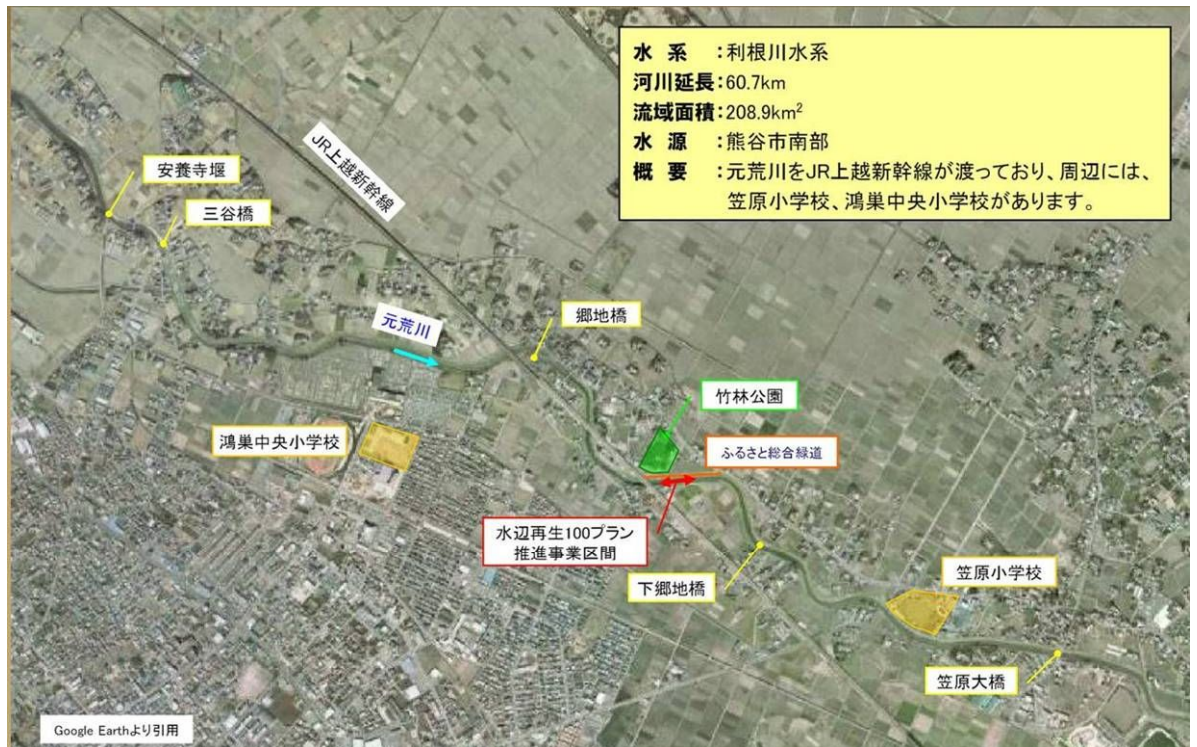 水 系 :利根川水系
河川延長:60.7km
流域面積:208.9km²
水 源 :熊谷市南部
概 要 :元荒川をJR上越新幹線が渡っており、周辺には、
笠原小学校、鴻巣中央小学校があります。
JR上越新幹線
安養寺堰
三谷橋
元荒川
郷地橋
竹林公園
鴻巣中央小学校
ふるさと総合緑道
水辺再生100プラン
推進事業区間
下郷地橋
笠原小学校
笠原大橋
Google Earthより引用